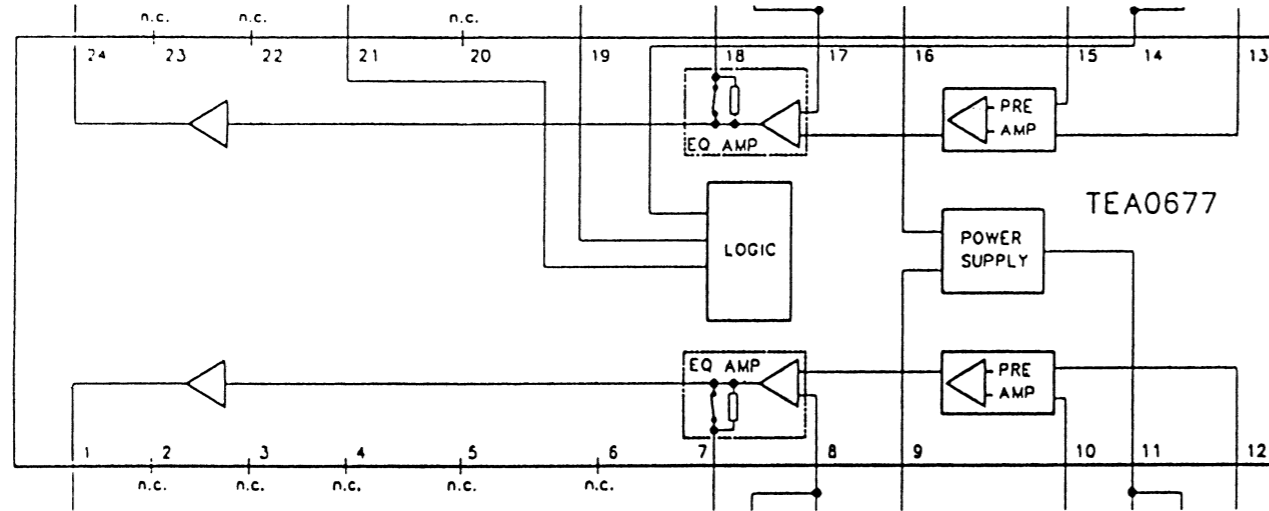 n.c. n.c. n.c.
24 23 22 21 20 19 18 17 16 15 14 13
PRE
AMP
EQ AMP
TEA0677
LOGIC
POWER
SUPPLY
EQ AMP
PRE
AMP
1 2 3 4 5 6 7 8 9 10 11 12
n.c. n.c. n.c. n.c. n.c.